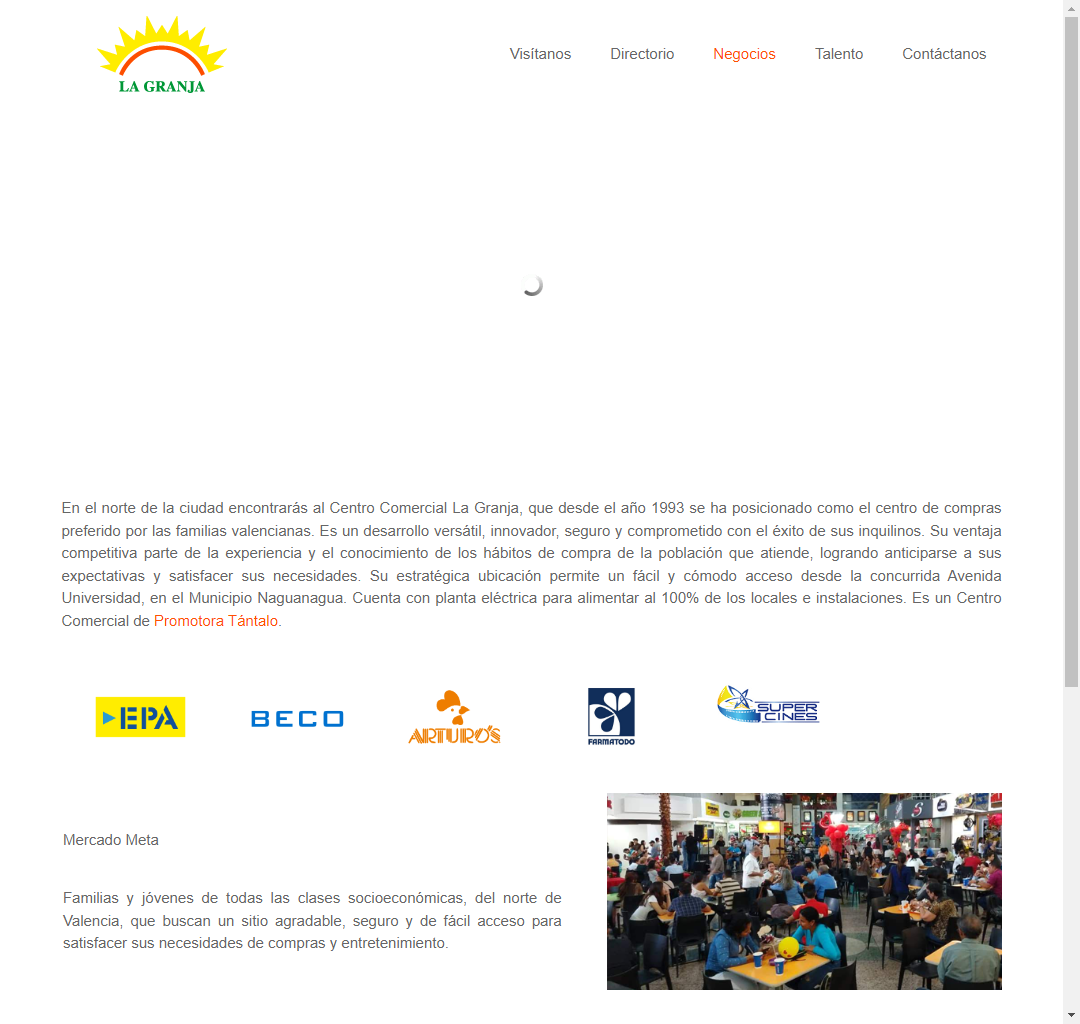 LA GRANJA
Visítanos Directorio Negocios Talento Contáctanos
En el norte de la ciudad encontrarás al Centro Comercial La Granja, que desde el año 1993 se ha posicionado como el centro de compras
preferido por las familias valencianas. Es un desarrollo versátil, innovador, seguro y comprometido con el éxito de sus inquilinos. Su ventaja
competitiva parte de la experiencia y el conocimiento de los hábitos de compra de la población que atiende, logrando anticiparse a sus
expectativas y satisfacer sus necesidades. Su estratégica ubicación permite un fácil y cómodo acceso desde la concurrida Avenida
Universidad, en el Municipio Naguanagua. Cuenta con planta eléctrica para alimentar al 100% de los locales e instalaciones. Es un Centro
Comercial de Promotora Tántalo.
EPA
BECO
ARTURO'S
FARMATODO
SUPER
CINES
Mercado Meta
Familias y jóvenes de todas las clases socioeconómicas, del norte de
Valencia, que buscan un sitio agradable, seguro y de fácil acceso para
satisfacer sus necesidades de compras y entretenimiento.